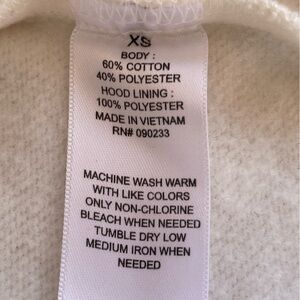 XS
BODY :
60% COTTON
40% POLYESTER
HOOD LINING :
100% POLYESTER
MADE IN VIETNAM
RN# 090233
MACHINE WASH WARM
WITH LIKE COLORS
ONLY NON-CHLORINE
BLEACH WHEN NEEDED
TUMBLE DRY LOW
MEDIUM IRON WHEN
NEEDED